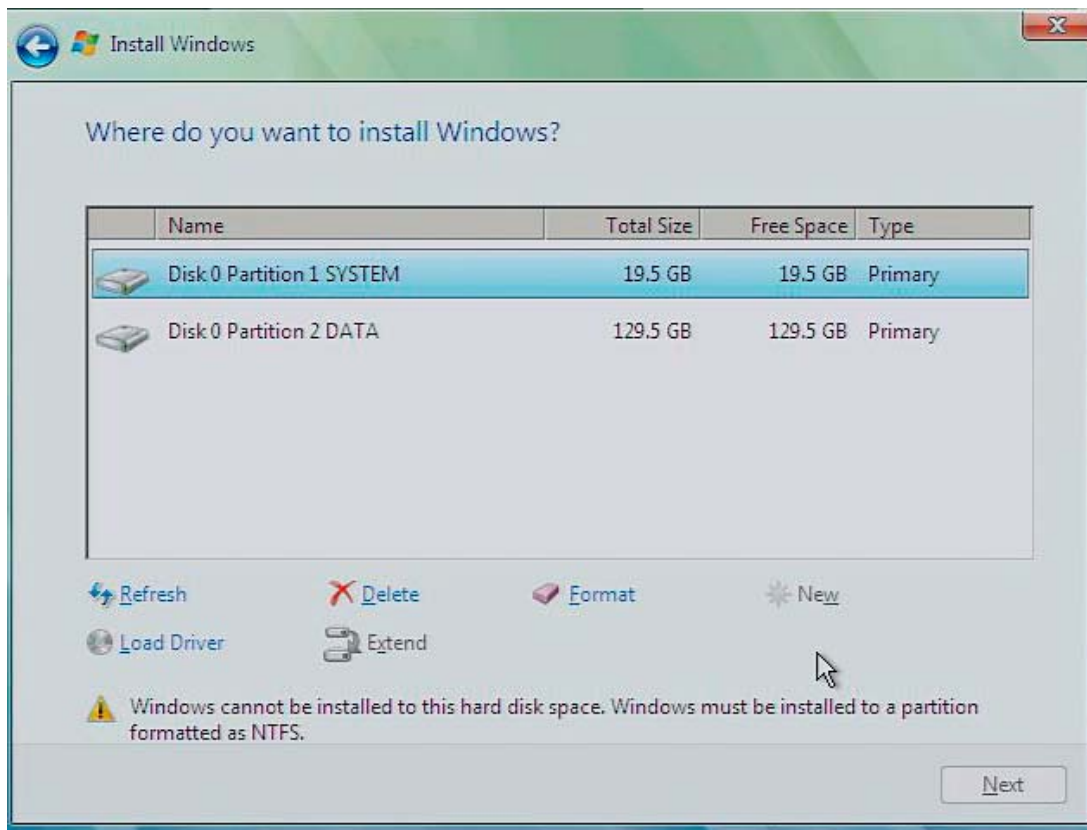 Install Windows
Where do you want to install Windows?
Name Total Size Free Space Type
Disk 0 Partition 1 SYSTEM 19.5 GB 19.5 GB Primary
Disk 0 Partition 2 DATA 129.5 GB 129.5 GB Primary
Refresh Delete Format New
Load Driver Extend
Windows cannot be installed to this hard disk space. Windows must be installed to a partition
formatted as NTFS.
Next